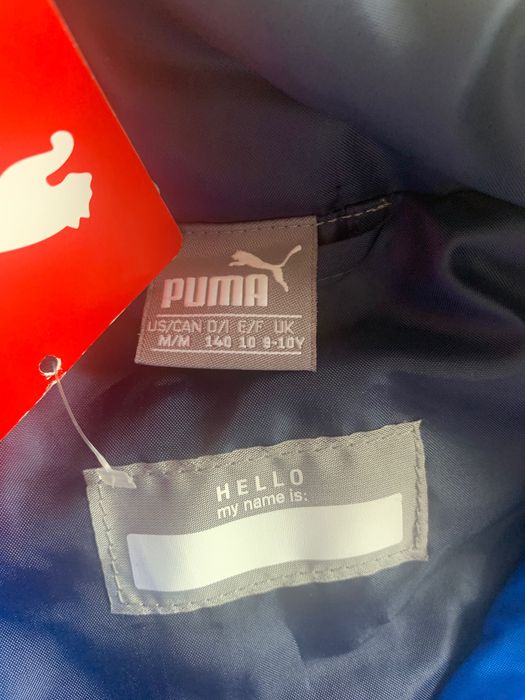 PUMA
US/CAN D/I E/F UK
M/M 140 10 9-10Y
HELLO
my name is: